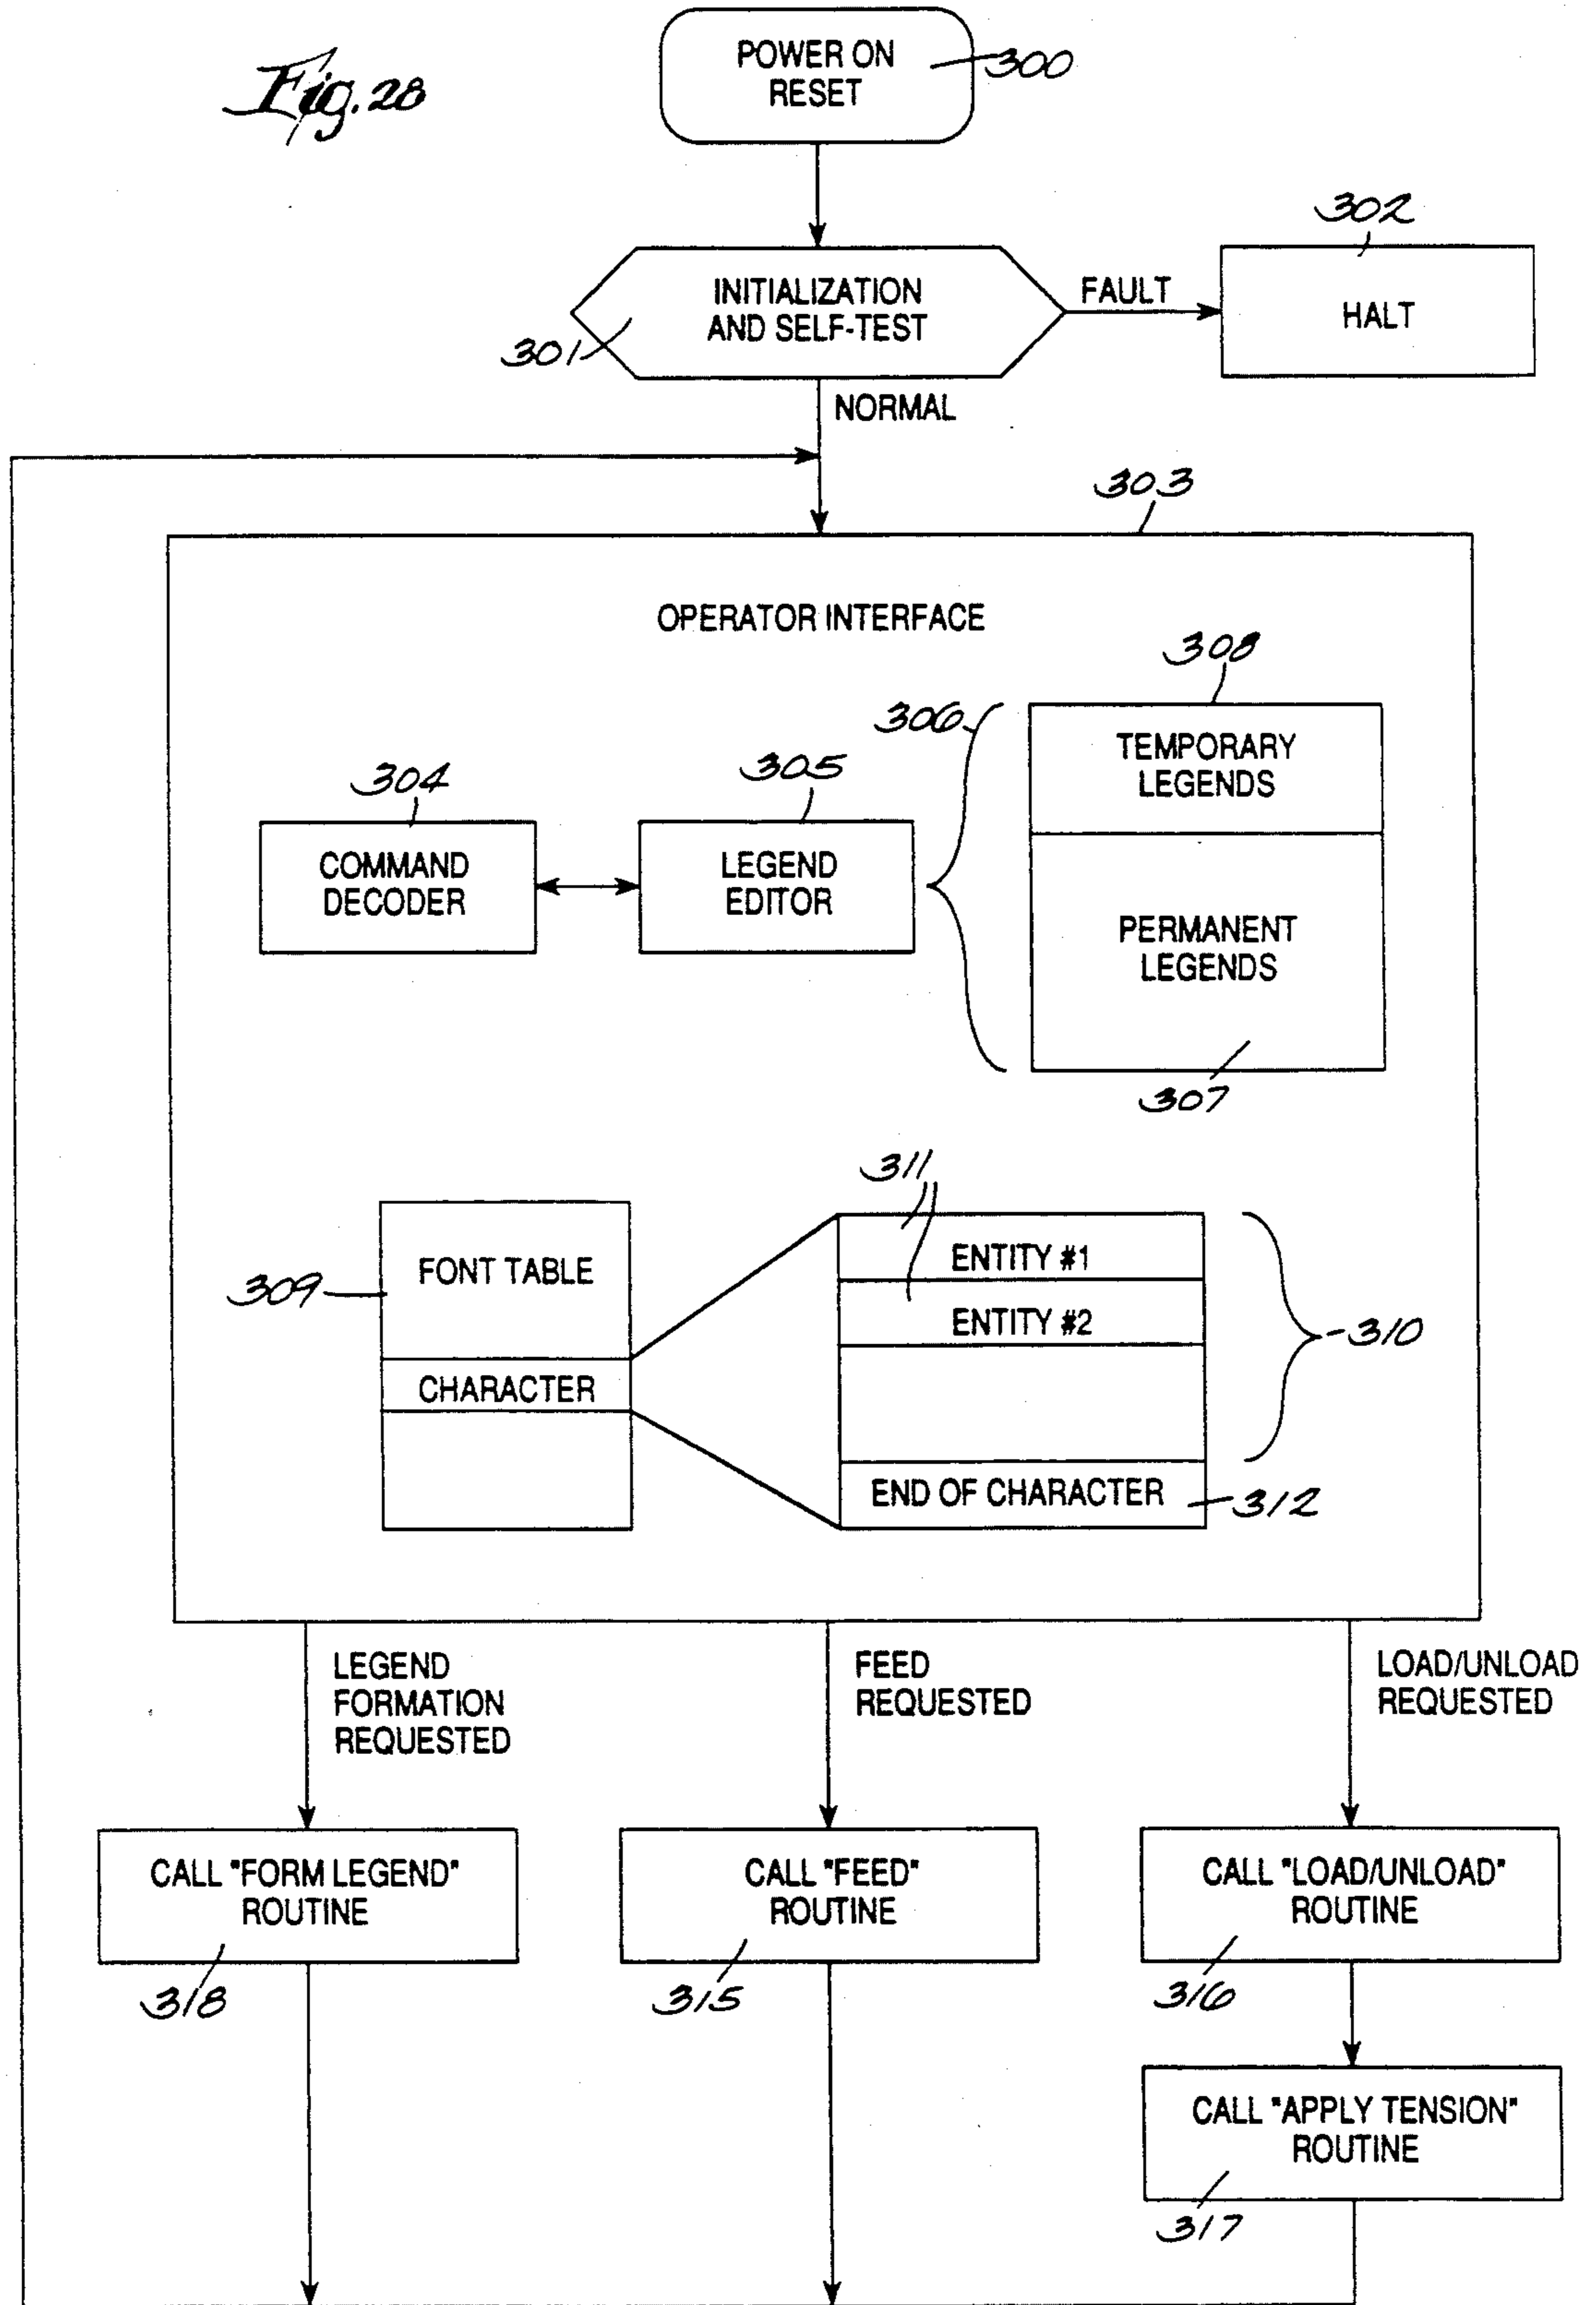 Fig. 28
POWER ON
RESET
300
302
INITIALIZATION
AND SELF-TEST
301
FAULT
HALT
NORMAL
303
OPERATOR INTERFACE
308
306
TEMPORARY
LEGENDS
304
305
COMMAND
DECODER
LEGEND
EDITOR
PERMANENT
LEGENDS
307
311
FONT TABLE
309
ENTITY #1
ENTITY #2
310
CHARACTER
END OF CHARACTER
312
LEGEND
FORMATION
REQUESTED
FEED
REQUESTED
LOAD/UNLOAD
REQUESTED
CALL "FORM LEGEND"
ROUTINE
318
CALL "FEED"
ROUTINE
315
CALL "LOAD/UNLOAD"
ROUTINE
316
CALL "APPLY TENSION"
ROUTINE
317